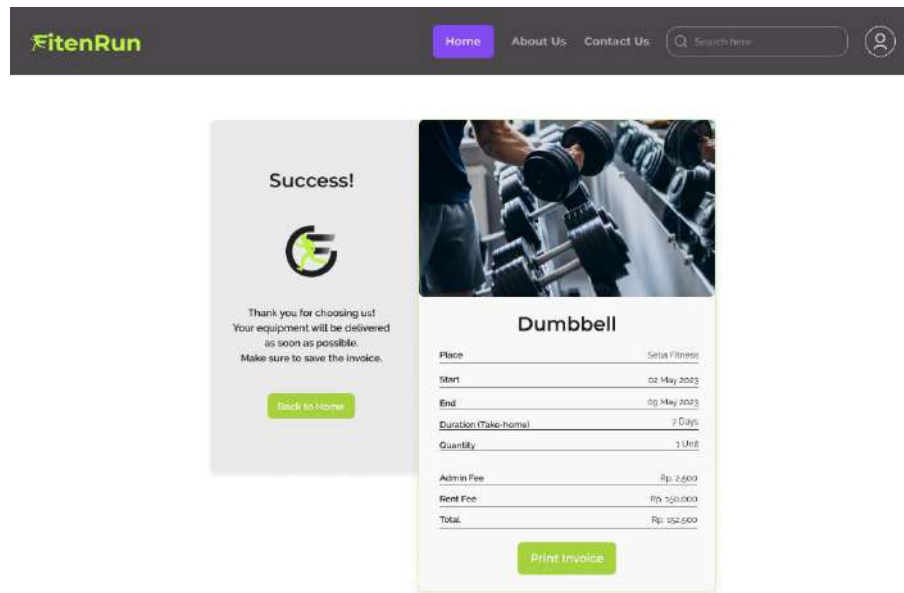 FitenRun
Home
About Us
Contact Us
Search here
Success!
Thank you for choosing us!
Your equipment will be delivered
as soon as possible.
Make sure to save the invoice.
Back to Home
Dumbbell
Place Setia Fitness
Start 02 May 2023
End 09 May 2023
Duration (Take-home) 7 Days
Quantity 1 Unit
Admin Fee Rp. 2.500
Rent Fee Rp. 150.000
Total Rp. 152.500
Print Invoice